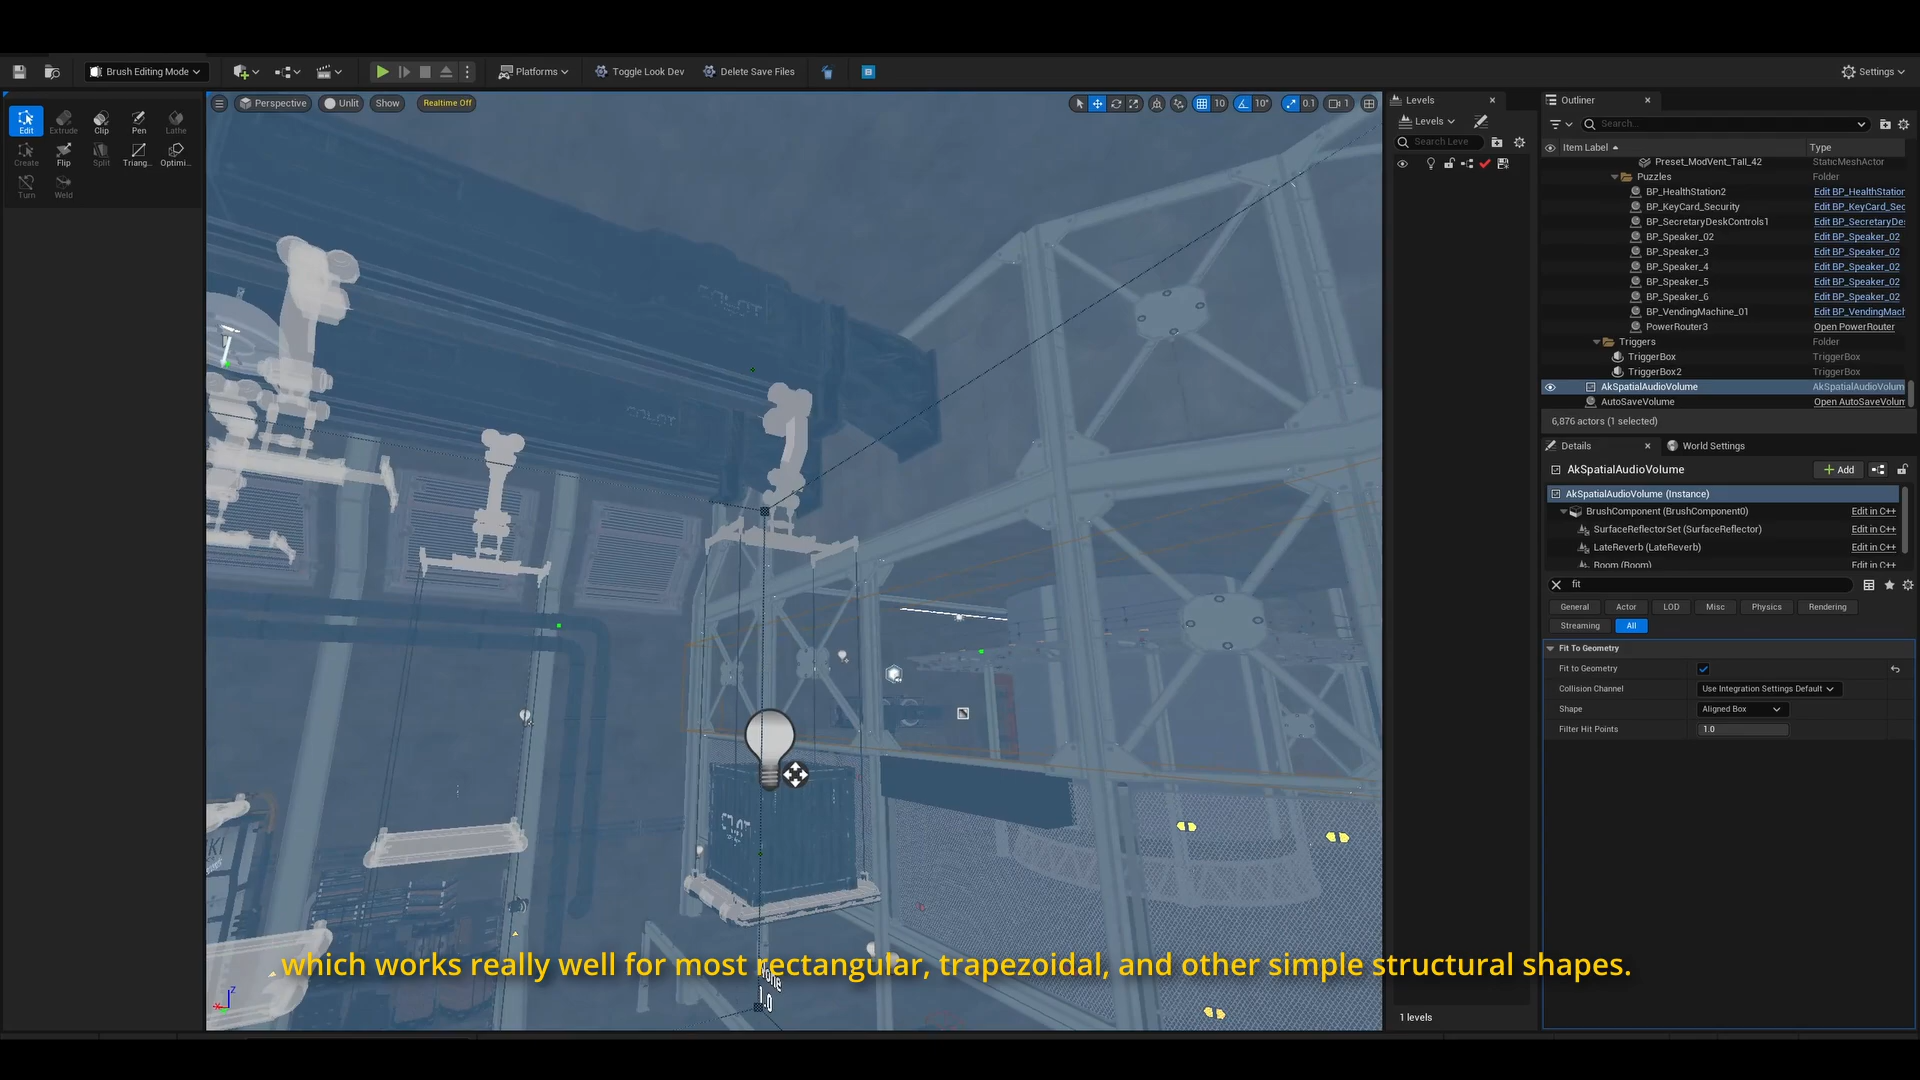 Brush Editing Mode
Platforms
Toggle Look Dev
Delete Save Files
Settings
Edit
Extrude
Clip
Pen
Lathe
Create
Flip
Split
Triang...
Optimi...
Turn
Weld
Perspective
Unlit
Show
Realtime Off
10
10°
0.1
1
Levels
Levels
Search Leve
1 levels
Outliner
Search...
Item Label
Type
Preset_ModVent_Tall_42
StaticMeshActor
Puzzles
Folder
BP_HealthStation2
Edit BP_HealthStation
BP_KeyCard_Security
Edit BP_KeyCard_Sec
BP_SecretaryDeskControls1
Edit BP_SecretaryDes
BP_Speaker_02
Edit BP_Speaker_02
BP_Speaker_3
Edit BP_Speaker_02
BP_Speaker_4
Edit BP_Speaker_02
BP_Speaker_5
Edit BP_Speaker_02
BP_Speaker_6
Edit BP_Speaker_02
BP_VendingMachine_01
Edit BP_VendingMach
PowerRouter3
Open PowerRouter
Triggers
Folder
TriggerBox
TriggerBox
TriggerBox2
TriggerBox
AkSpatialAudioVolume
AkSpatialAudioVolum
AutoSaveVolume
Open AutoSaveVolum
6,876 actors (1 selected)
Details
World Settings
AkSpatialAudioVolume
Add
AkSpatialAudioVolume (Instance)
BrushComponent (BrushComponent0)
Edit in C++
SurfaceReflectorSet (SurfaceReflector)
Edit in C++
LateReverb (LateReverb)
Edit in C++
Room (Room)
Edit in C++
fit
General
Actor
LOD
Misc
Physics
Rendering
Streaming
All
Fit To Geometry
Fit to Geometry
Collision Channel
Use Integration Settings Default
Shape
Aligned Box
Filter Hit Points
1.0
Z
which works really well for most rectangular, trapezoidal, and other simple structural shapes.